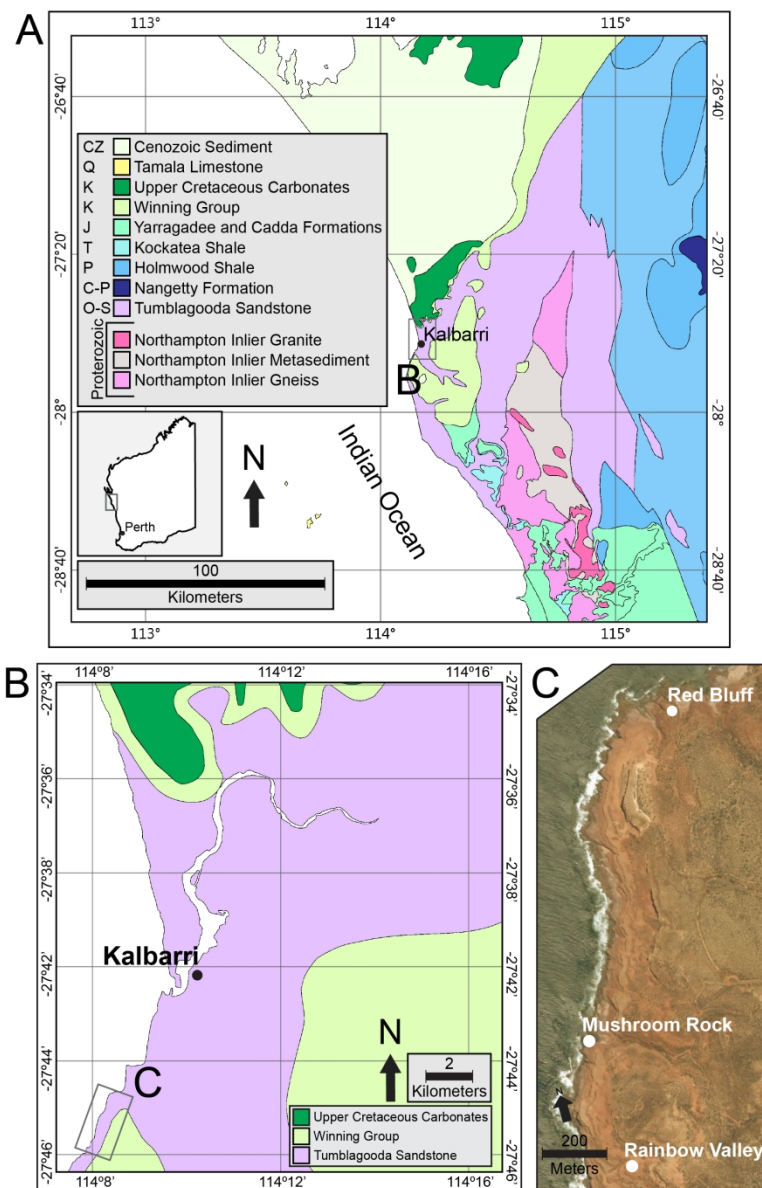 A
113°
114°
115°
-26°40'
-26°40'
CZ Cenozoic Sediment
Q Tamala Limestone
K Upper Cretaceous Carbonates
K Winning Group
J Yarragadee and Cadda Formations
T Kockatea Shale
P Holmwood Shale
C-P Nangetty Formation
O-S Tumblagooda Sandstone
Proterozoic
Northampton Inlier Granite
Northampton Inlier Metasediment
Northampton Inlier Gneiss
-27°20'
-27°20'
Kalbarri
B
-28°
-28°
Perth
N
Indian Ocean
100
Kilometers
-28°40'
-28°40'
113°
114°
115°
B
114°8'
114°12'
114°16'
-27°34'
-27°34'
-27°36'
-27°36'
-27°38'
-27°38'
Kalbarri
-27°42'
-27°42'
N
2
Kilometers
-27°44'
-27°44'
C
Upper Cretaceous Carbonates
Winning Group
Tumblagooda Sandstone
-27°46'
-27°46'
114°8'
114°12'
114°16'
C
Red Bluff
Mushroom Rock
N
200
Meters
Rainbow Valley